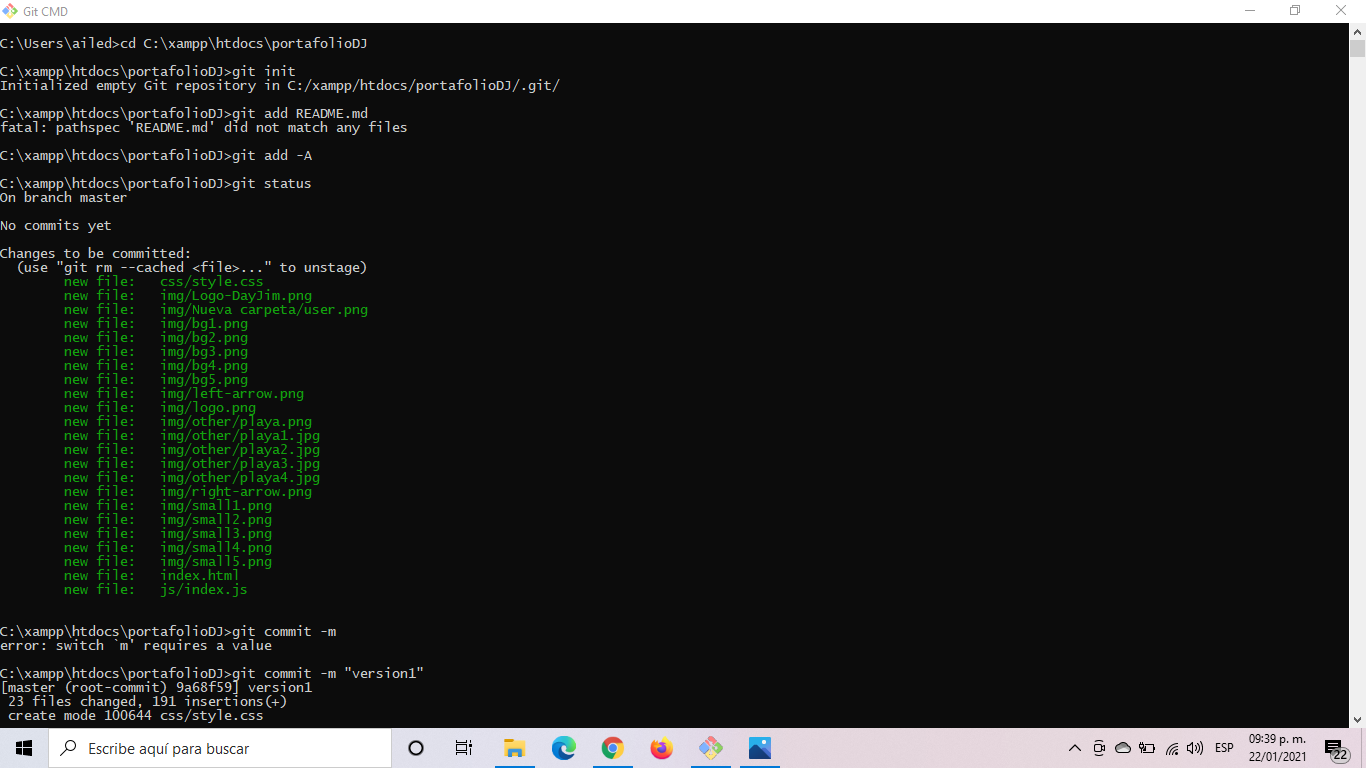 Git CMD
C:\Users\ailed>cd C:\xampp\htdocs\portafolioDJ
C:\xampp\htdocs\portafolioDJ>git init
Initialized empty Git repository in C:/xampp/htdocs/portafolioDJ/.git/
C:\xampp\htdocs\portafolioDJ>git add README.md
fatal: pathspec 'README.md' did not match any files
C:\xampp\htdocs\portafolioDJ>git add -A
C:\xampp\htdocs\portafolioDJ>git status
On branch master
No commits yet
Changes to be committed:
  (use "git rm --cached <file>..." to unstage)
        new file:   css/style.css
        new file:   img/Logo-DayJim.png
        new file:   img/Nueva carpeta/user.png
        new file:   img/bg1.png
        new file:   img/bg2.png
        new file:   img/bg3.png
        new file:   img/bg4.png
        new file:   img/bg5.png
        new file:   img/left-arrow.png
        new file:   img/logo.png
        new file:   img/other/playa.png
        new file:   img/other/playa1.jpg
        new file:   img/other/playa2.jpg
        new file:   img/other/playa3.jpg
        new file:   img/other/playa4.jpg
        new file:   img/right-arrow.png
        new file:   img/small1.png
        new file:   img/small2.png
        new file:   img/small3.png
        new file:   img/small4.png
        new file:   img/small5.png
        new file:   index.html
        new file:   js/index.js
C:\xampp\htdocs\portafolioDJ>git commit -m
error: switch `m' requires a value
C:\xampp\htdocs\portafolioDJ>git commit -m "version1"
[master (root-commit) 9a68f59] version1
 23 files changed, 191 insertions(+)
 create mode 100644 css/style.css
Escribe aquí para buscar
ESP
09:39 p. m.
22/01/2021
22